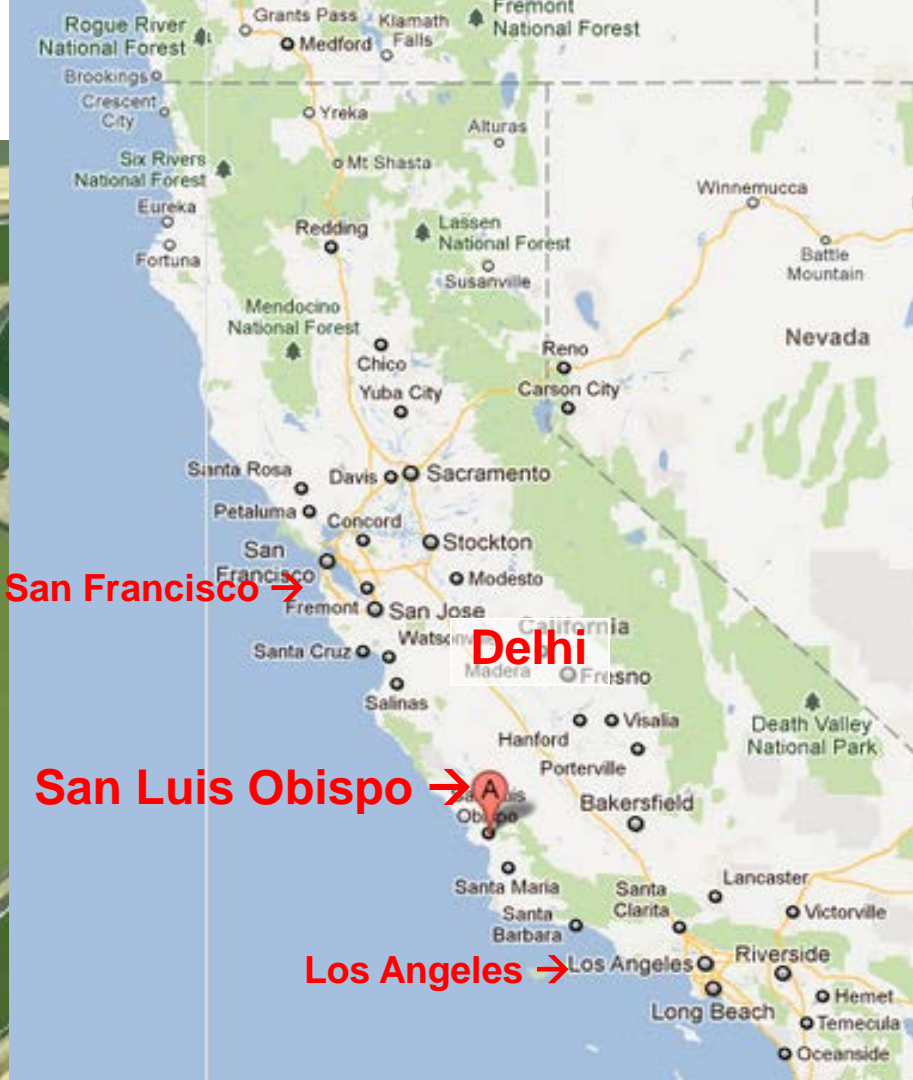 Rogue River
National Forest
Grants Pass
Klamath
Falls
Fremont
National Forest
Medford
Brookings
Crescent
City
Yreka
Alturas
Six Rivers
National Forest
Mt Shasta
Winnemucca
Eureka
Redding
Lassen
National Forest
Fortuna
Battle
Mountain
Susanville
Mendocino
National Forest
Nevada
Chico
Reno
Yuba City
Carson City
Santa Rosa
Davis
Sacramento
Petaluma
Concord
San
Francisco
Stockton
Modesto
San Francisco →
Fremont
San Jose
California
Santa Cruz
Delhi
Madera
Fresno
Salinas
Visalia
Hanford
Death Valley
National Park
Porterville
San Luis Obispo →
A
Obispo
Bakersfield
Santa Maria
Santa
Clarita
Lancaster
Santa
Barbara
Victorville
Los Angeles →
Los Angeles
Riverside
Long Beach
Hemet
Temecula
Oceanside